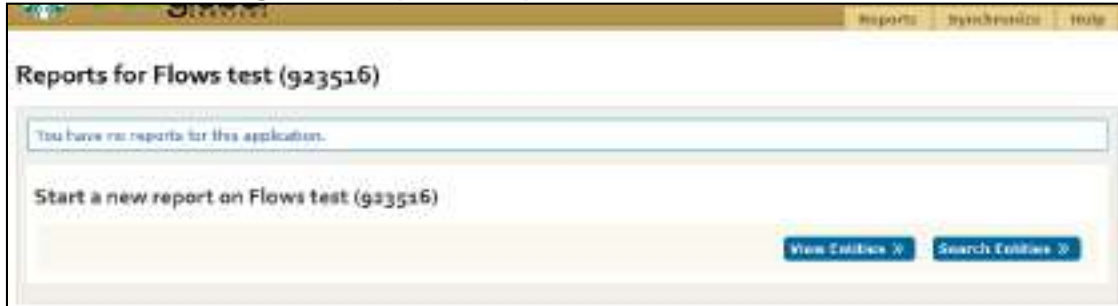 Reports Synchronize Help
Reports for Flows test (923516)
You have no reports for this application.
Start a new report on Flows test (923516)
View Entities » Search Entities »